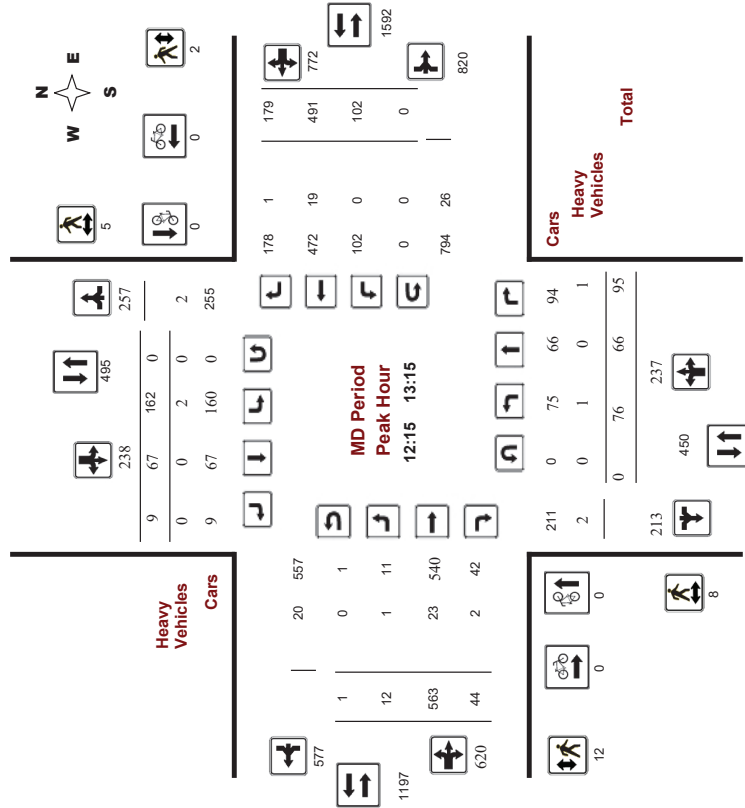 N
W E
S
5
2
0
0
257
495
238
9 67 162 0
0 0 2 0 2
9 67 160 0 255
Heavy
Vehicles
Cars
772
1592
820
178 1 179
472 19 491
102 0 102
0 0 0
794 26
MD Period
Peak Hour
12:15 13:15
20 557
1 0 1
12 1 11
563 23 540
44 2 42
577
1197
620
Cars
Heavy
Vehicles
Total
211 0 75 66 94
2 0 1 0 1
0 76 66 95
213
450
237
0
0
12
8